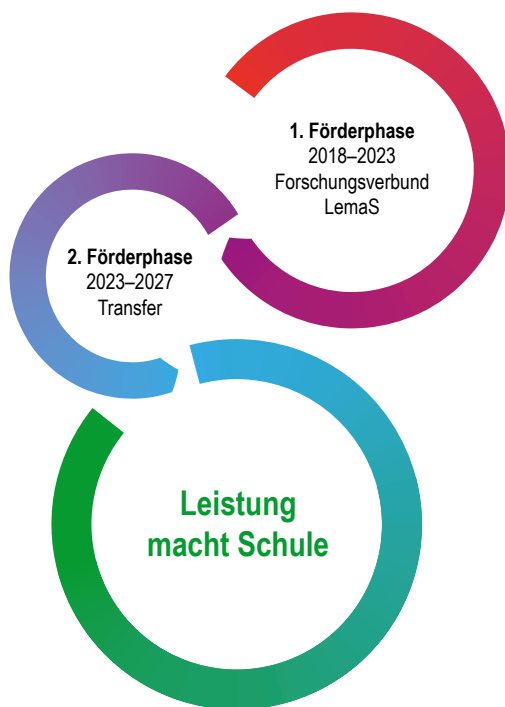 1. Förderphase
2018–2023
Forschungsverbund
LemaS
2. Förderphase
2023–2027
Transfer
Leistung
macht Schule